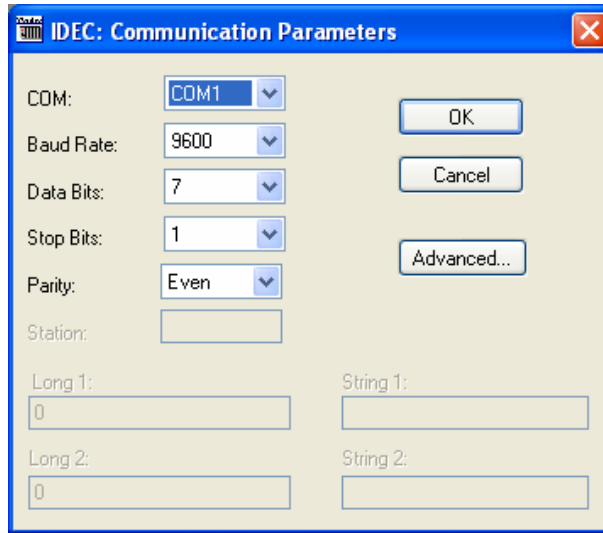 IDEC: Communication Parameters
COM: COM1
OK
Baud Rate: 9600
Data Bits: 7
Cancel
Stop Bits: 1
Advanced...
Parity: Even
Station:
Long 1: String 1:
0
Long 2: String 2:
0